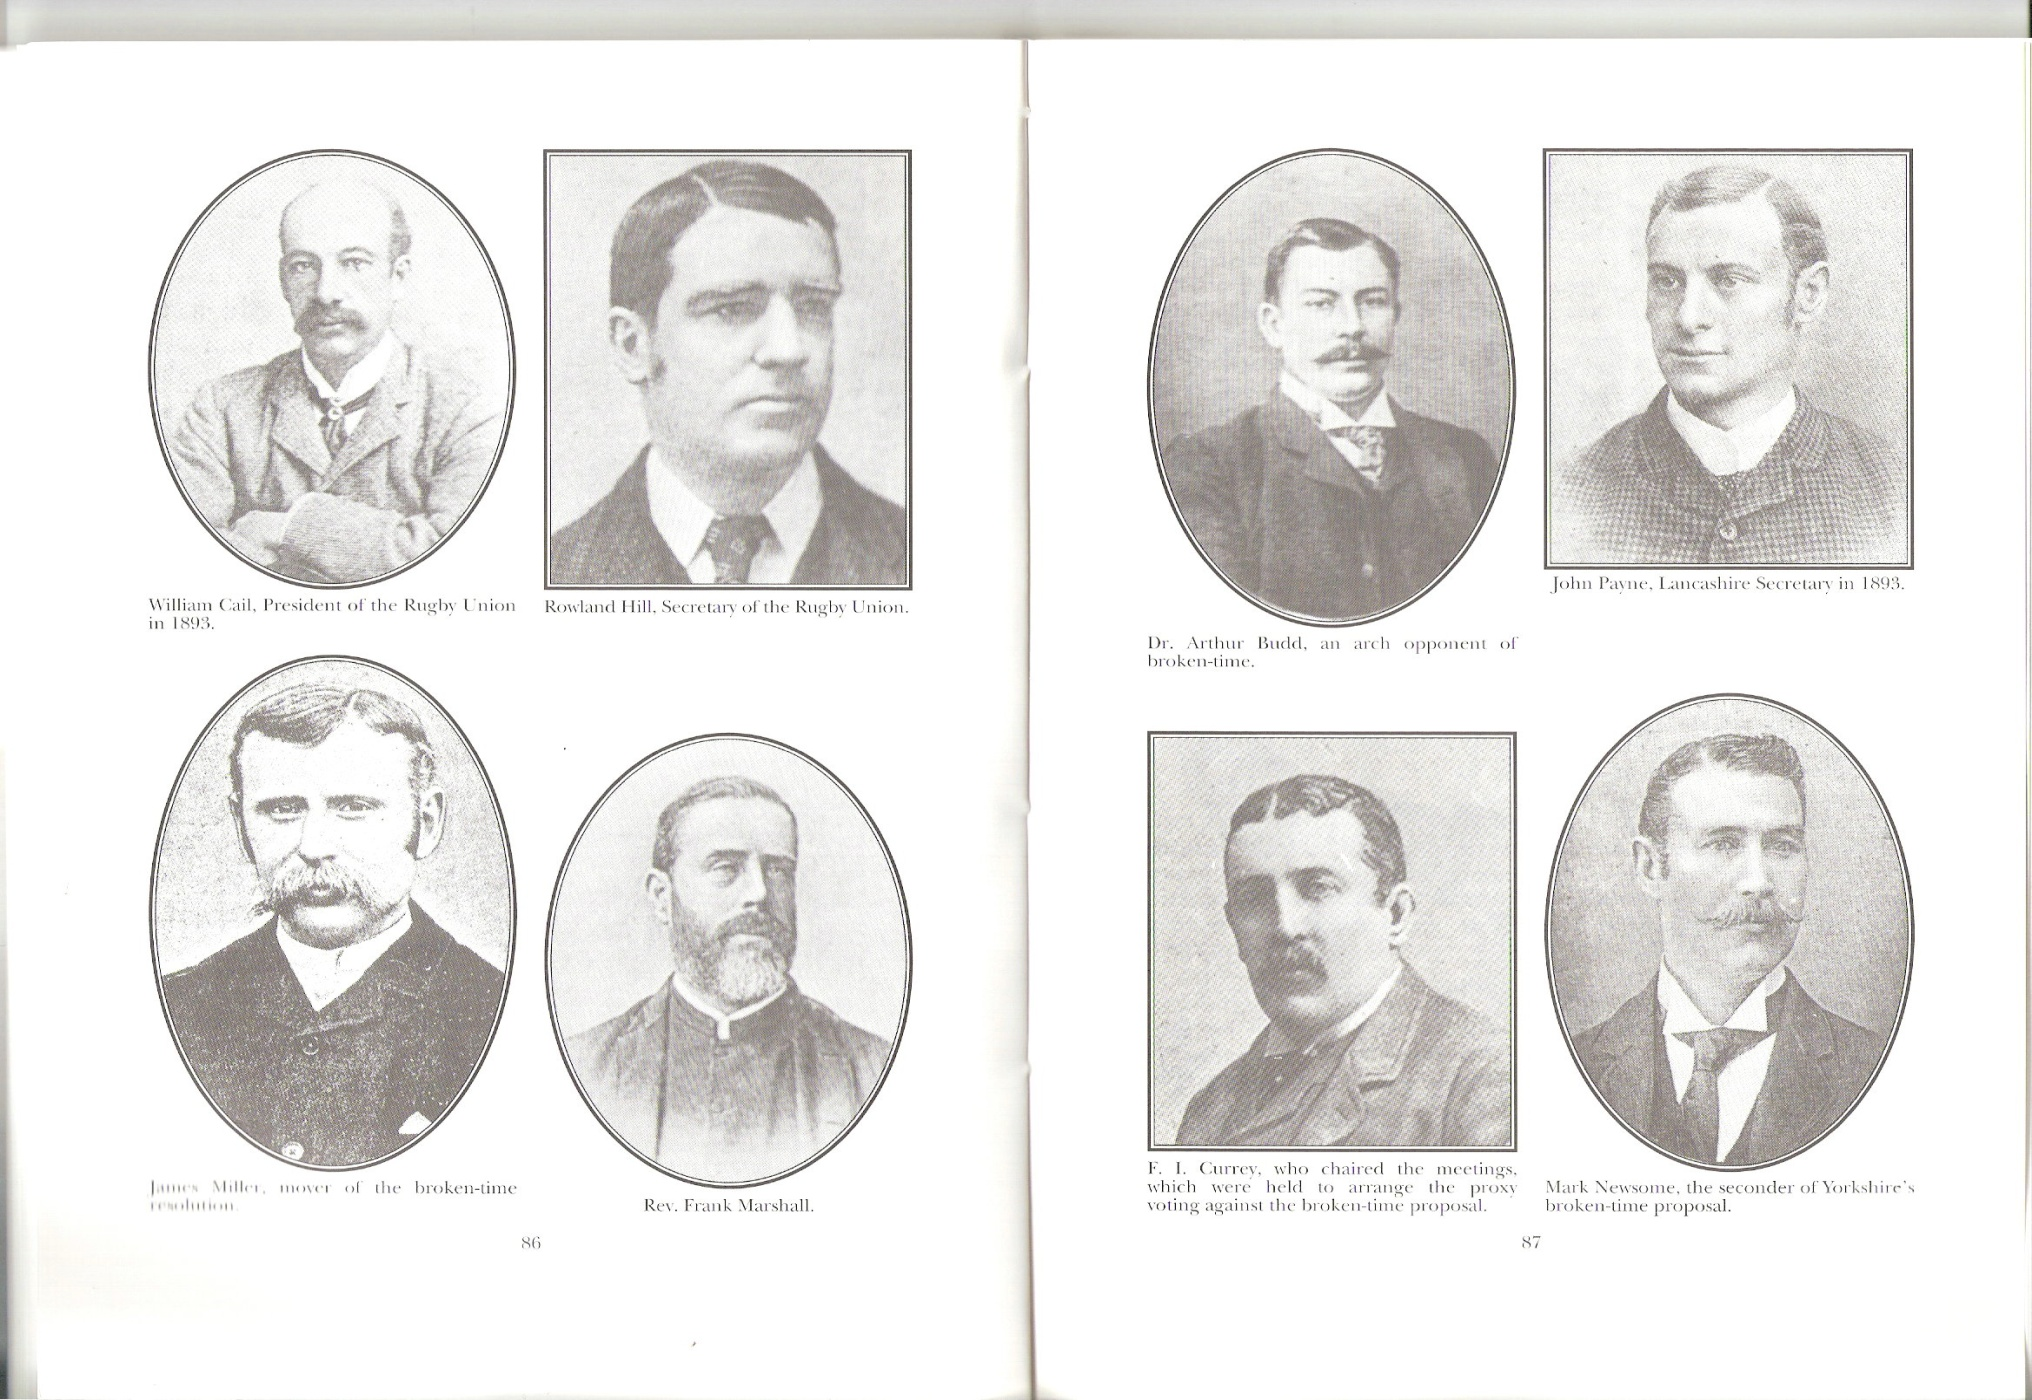 William Cail, President of the Rugby Union
in 1893.
Rowland Hill, Secretary of the Rugby Union.
James Miller, mover of the broken-time
resolution.
Rev. Frank Marshall.
86
Dr. Arthur Budd, an arch opponent of
broken-time.
John Payne, Lancashire Secretary in 1893.
F. I. Currey, who chaired the meetings,
which were held to arrange the proxy
voting against the broken-time proposal.
Mark Newsome, the seconder of Yorkshire's
broken-time proposal.
87